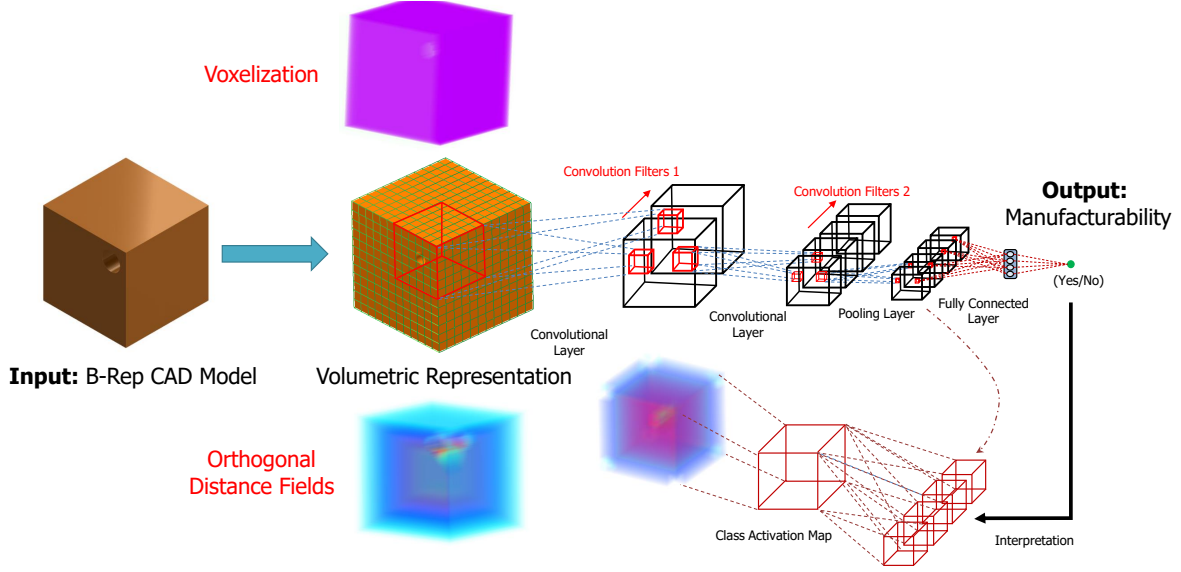 Voxelization
Convolution Filters 1
Convolution Filters 2
Output:
Manufacturability
(Yes/No)
Convolutional
Layer
Convolutional
Layer
Pooling Layer
Fully Connected
Layer
Input: B-Rep CAD Model
Volumetric Representation
Orthogonal
Distance Fields
Class Activation Map
Interpretation